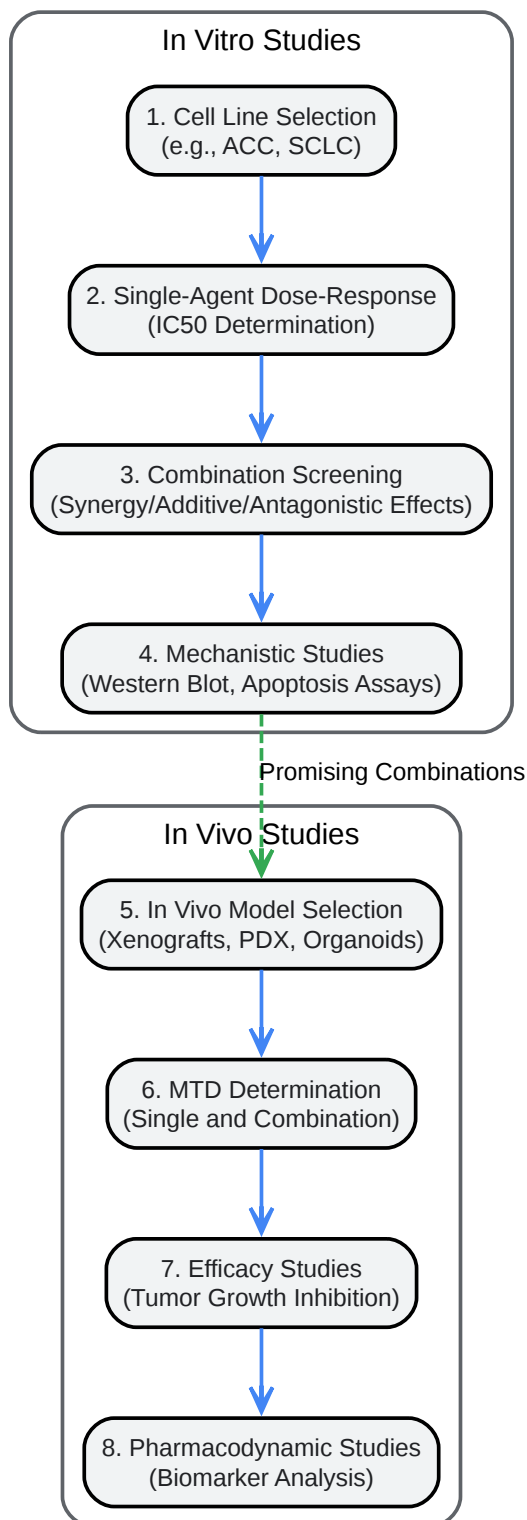 In Vitro Studies
1. Cell Line Selection
(e.g., ACC, SCLC)
2. Single-Agent Dose-Response
(IC50 Determination)
3. Combination Screening
(Synergy/Additive/Antagonistic Effects)
4. Mechanistic Studies
(Western Blot, Apoptosis Assays)
Promising Combinations
In Vivo Studies
5. In Vivo Model Selection
(Xenografts, PDX, Organoids)
6. MTD Determination
(Single and Combination)
7. Efficacy Studies
(Tumor Growth Inhibition)
8. Pharmacodynamic Studies
(Biomarker Analysis)